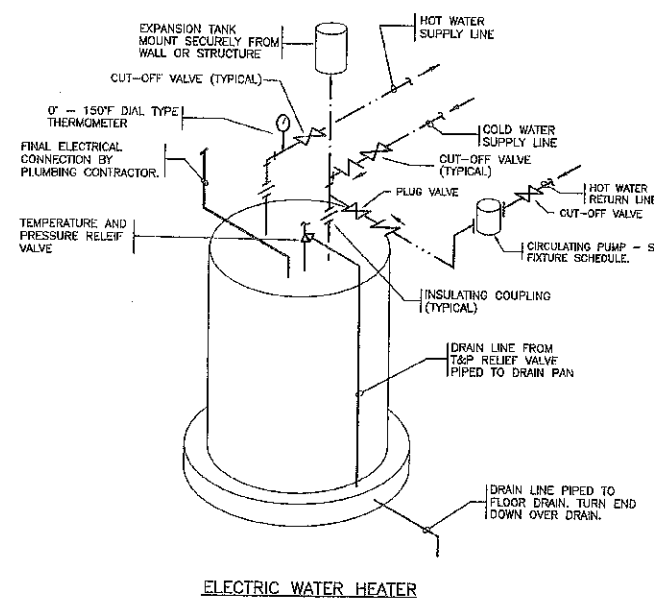 EXPANSION TANK
MOUNT SECURELY FROM
WALL OR STRUCTURE
HOT WATER
SUPPLY LINE
CUT-OFF VALVE (TYPICAL)
0° - 150°F DIAL TYPE
THERMOMETER
COLD WATER
SUPPLY LINE
FINAL ELECTRICAL
CONNECTION BY
PLUMBING CONTRACTOR.
CUT-OFF VALVE
(TYPICAL)
PLUG VALVE
HOT WATER
RETURN LINE
CUT-OFF VALVE
TEMPERATURE AND
PRESSURE RELEIF
VALVE
CIRCULATING PUMP - S
FIXTURE SCHEDULE.
INSULATING COUPLING
(TYPICAL)
DRAIN LINE FROM
T&P RELIEF VALVE
PIPED TO DRAIN PAN
DRAIN LINE PIPED TO
FLOOR DRAIN. TURN END
DOWN OVER DRAIN.
ELECTRIC WATER HEATER